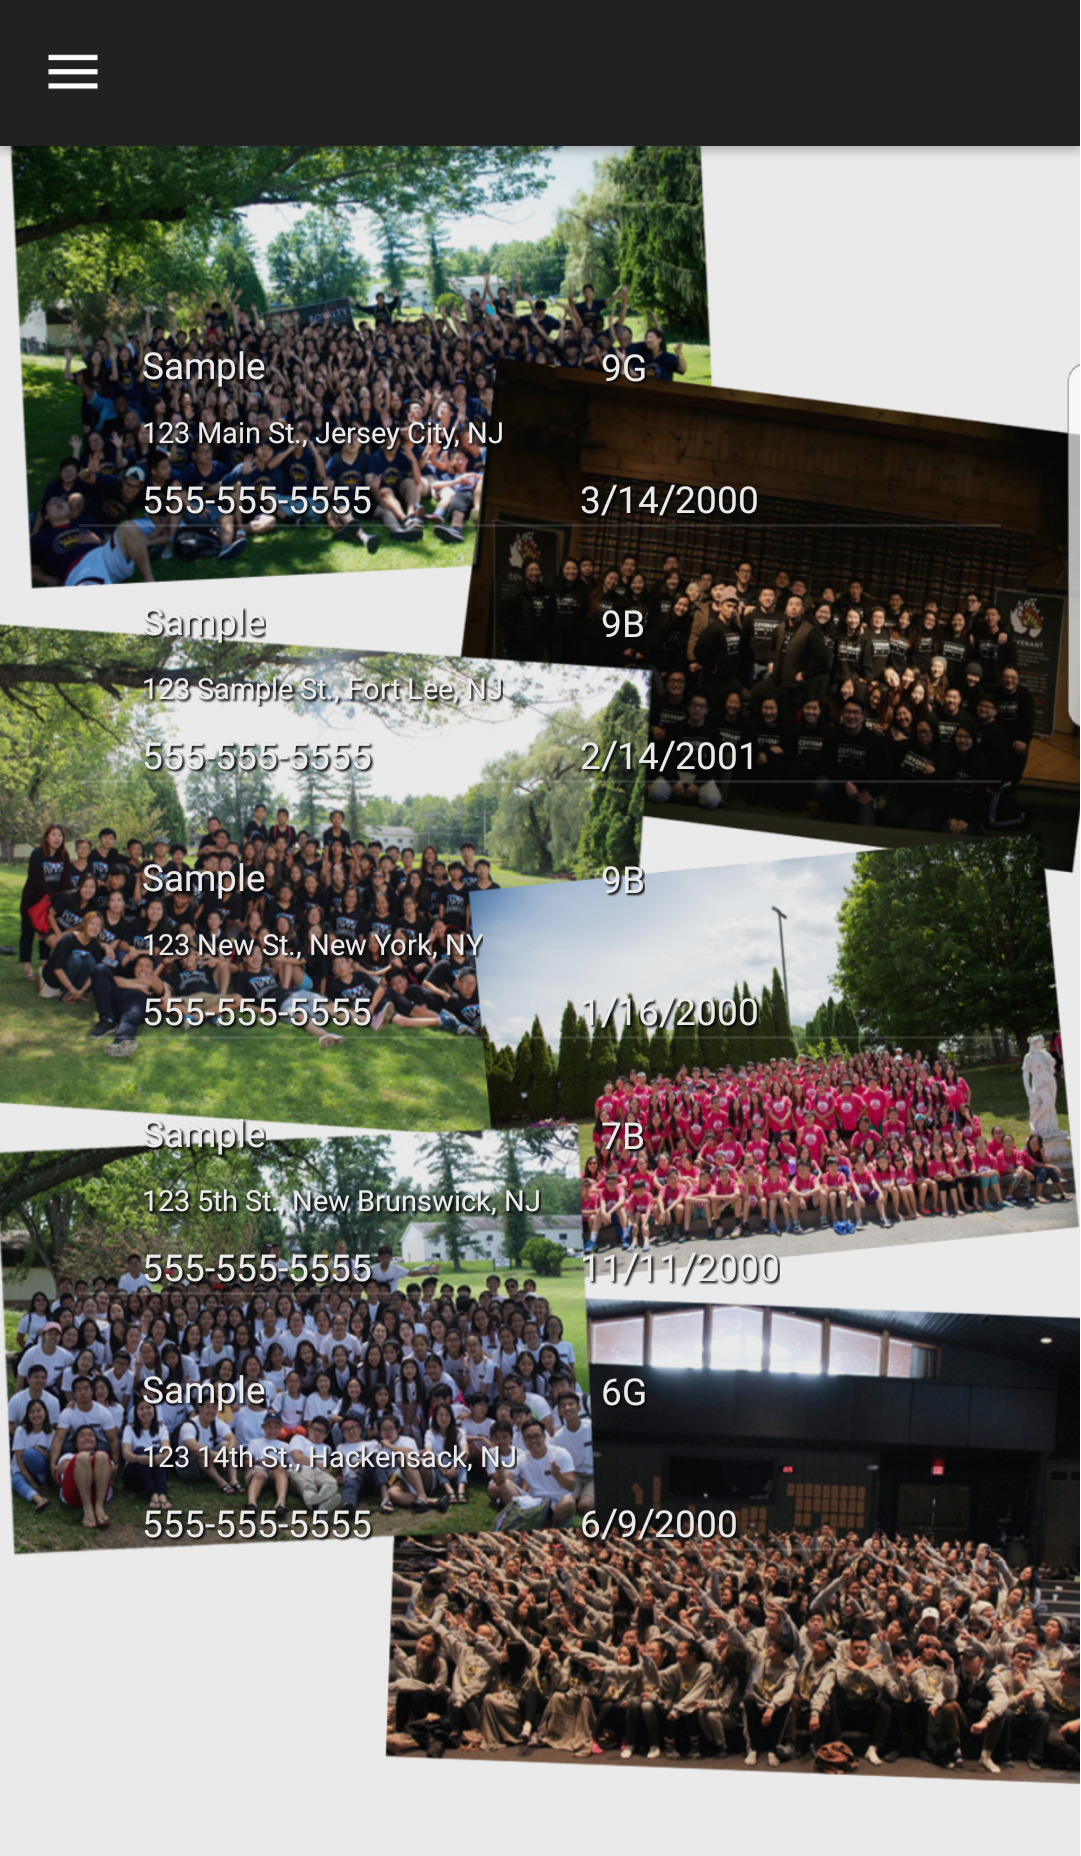 Sample 9G
123 Main St., Jersey City, NJ
555-555-5555 3/14/2000
Sample 9B
123 Sample St., Fort Lee, NJ
555-555-5555 2/14/2001
COVENANT
Sample 9B
123 New St., New York, NY
555-555-5555 1/16/2000
Sample 7B
123 5th St., New Brunswick, NJ
555-555-5555 11/11/2000
Sample 6G
123 14th St., Hackensack, NJ
555-555-5555 6/9/2000